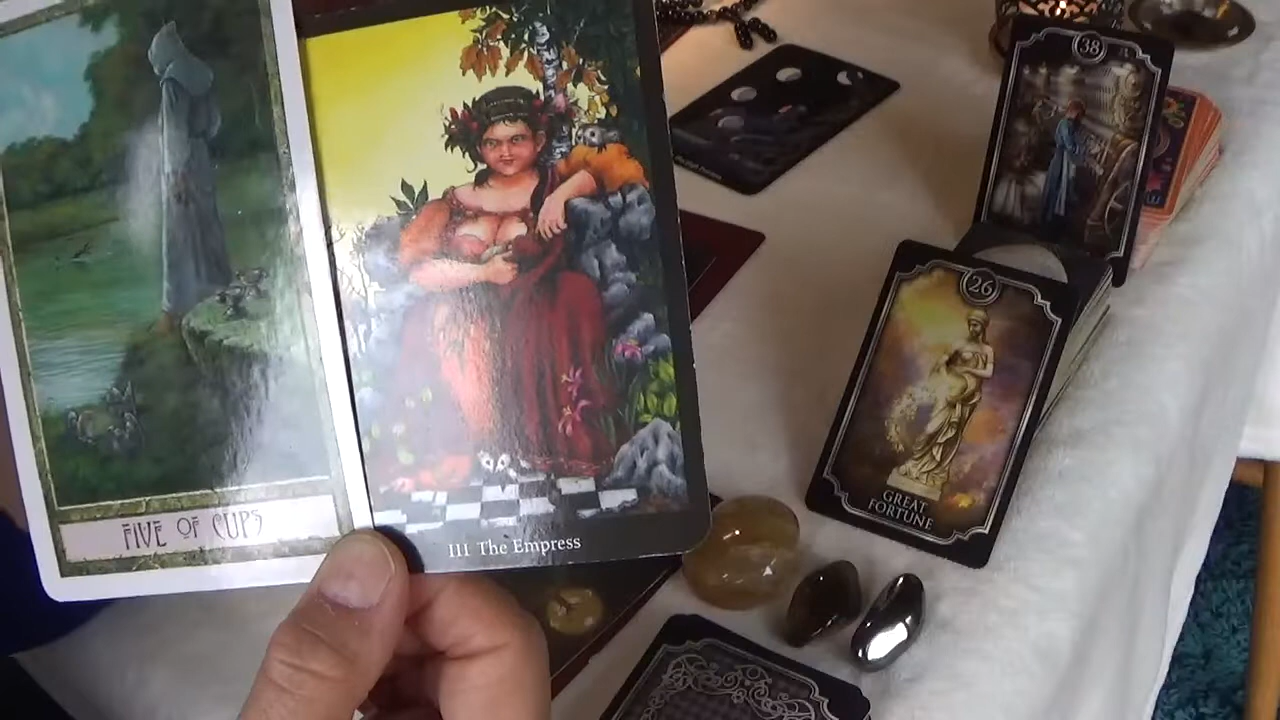 FIVE OF CUPS
III The Empress
38
26
GREAT
FORTUNE